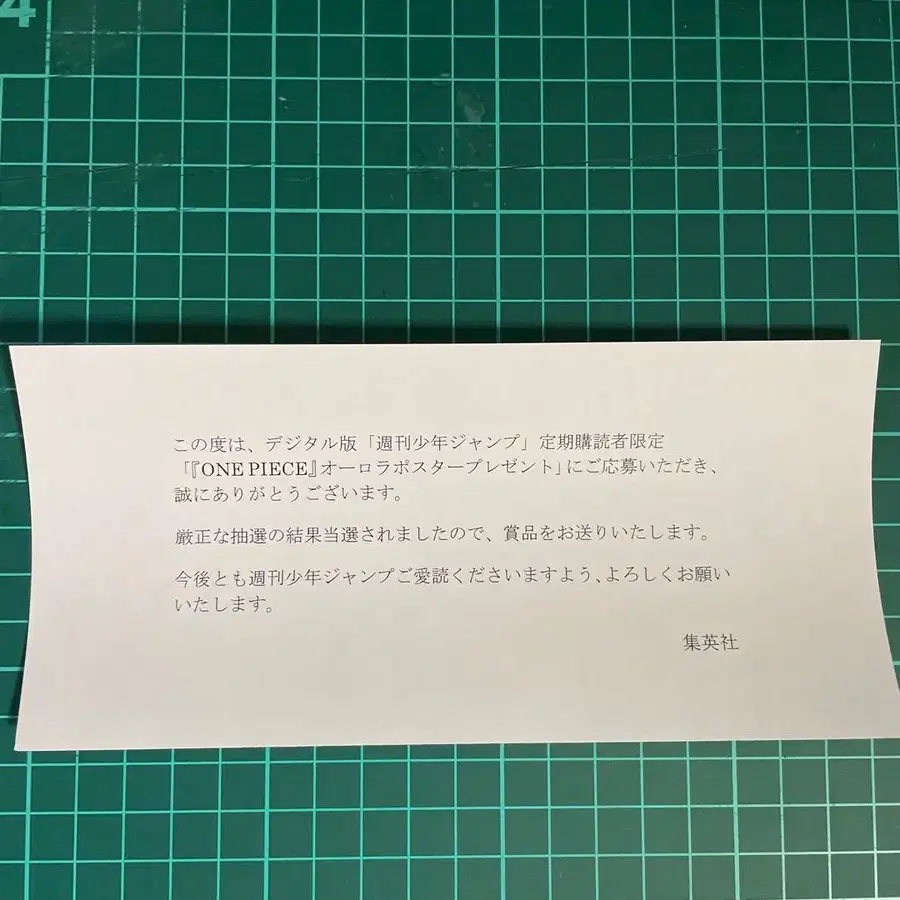 4
この度は、デジタル版「週刊少年ジャンプ」定期購読者限定
「『ONE PIECE』オーロラポスタープレゼント」にご応募いただき、
誠にありがとうございます。
厳正な抽選の結果当選されましたので、賞品をお送りいたします。
今後とも週刊少年ジャンプご愛読くださいますよう、よろしくお願い
いたします。
集英社